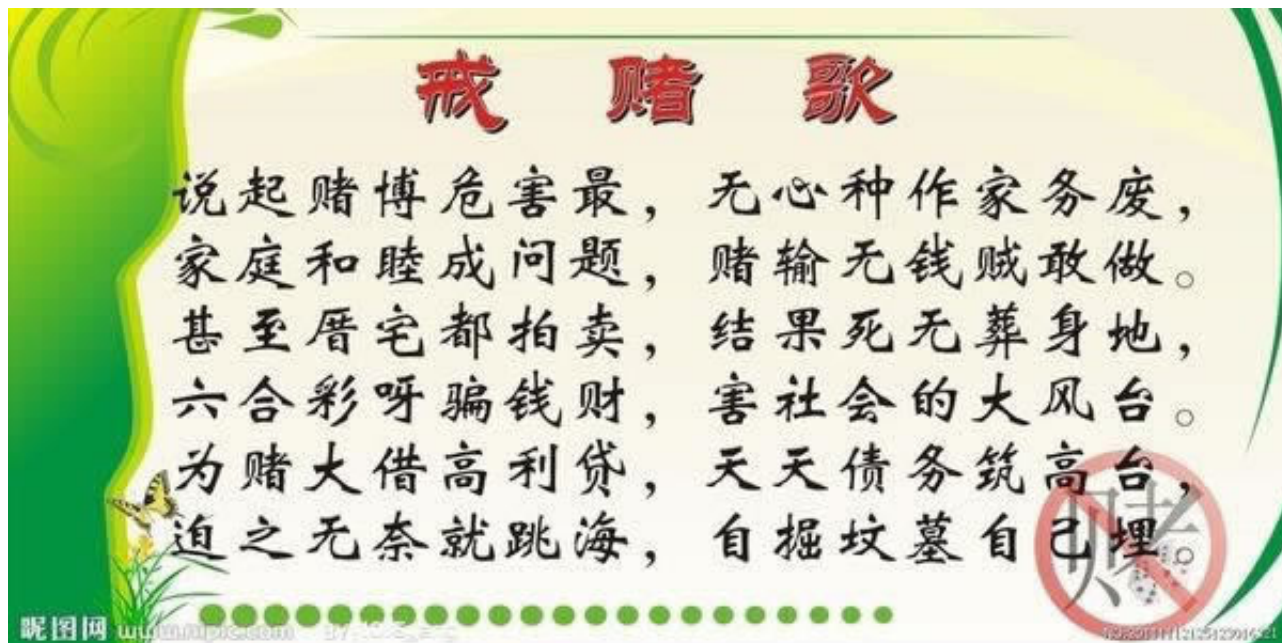 戒赌歌
说起赌博危害最，无心种作家务废，
家庭和睦成问题，赌输无钱贼敢做。
甚至厝宅都拍卖，结果死无葬身地，
六合彩呀骗钱财，害社会的大风台。
为赌大借高利贷，天天债务筑高台，
迫之无奈就跳海，自掘坟墓自己埋。
赌
昵图网 www.nipic.com